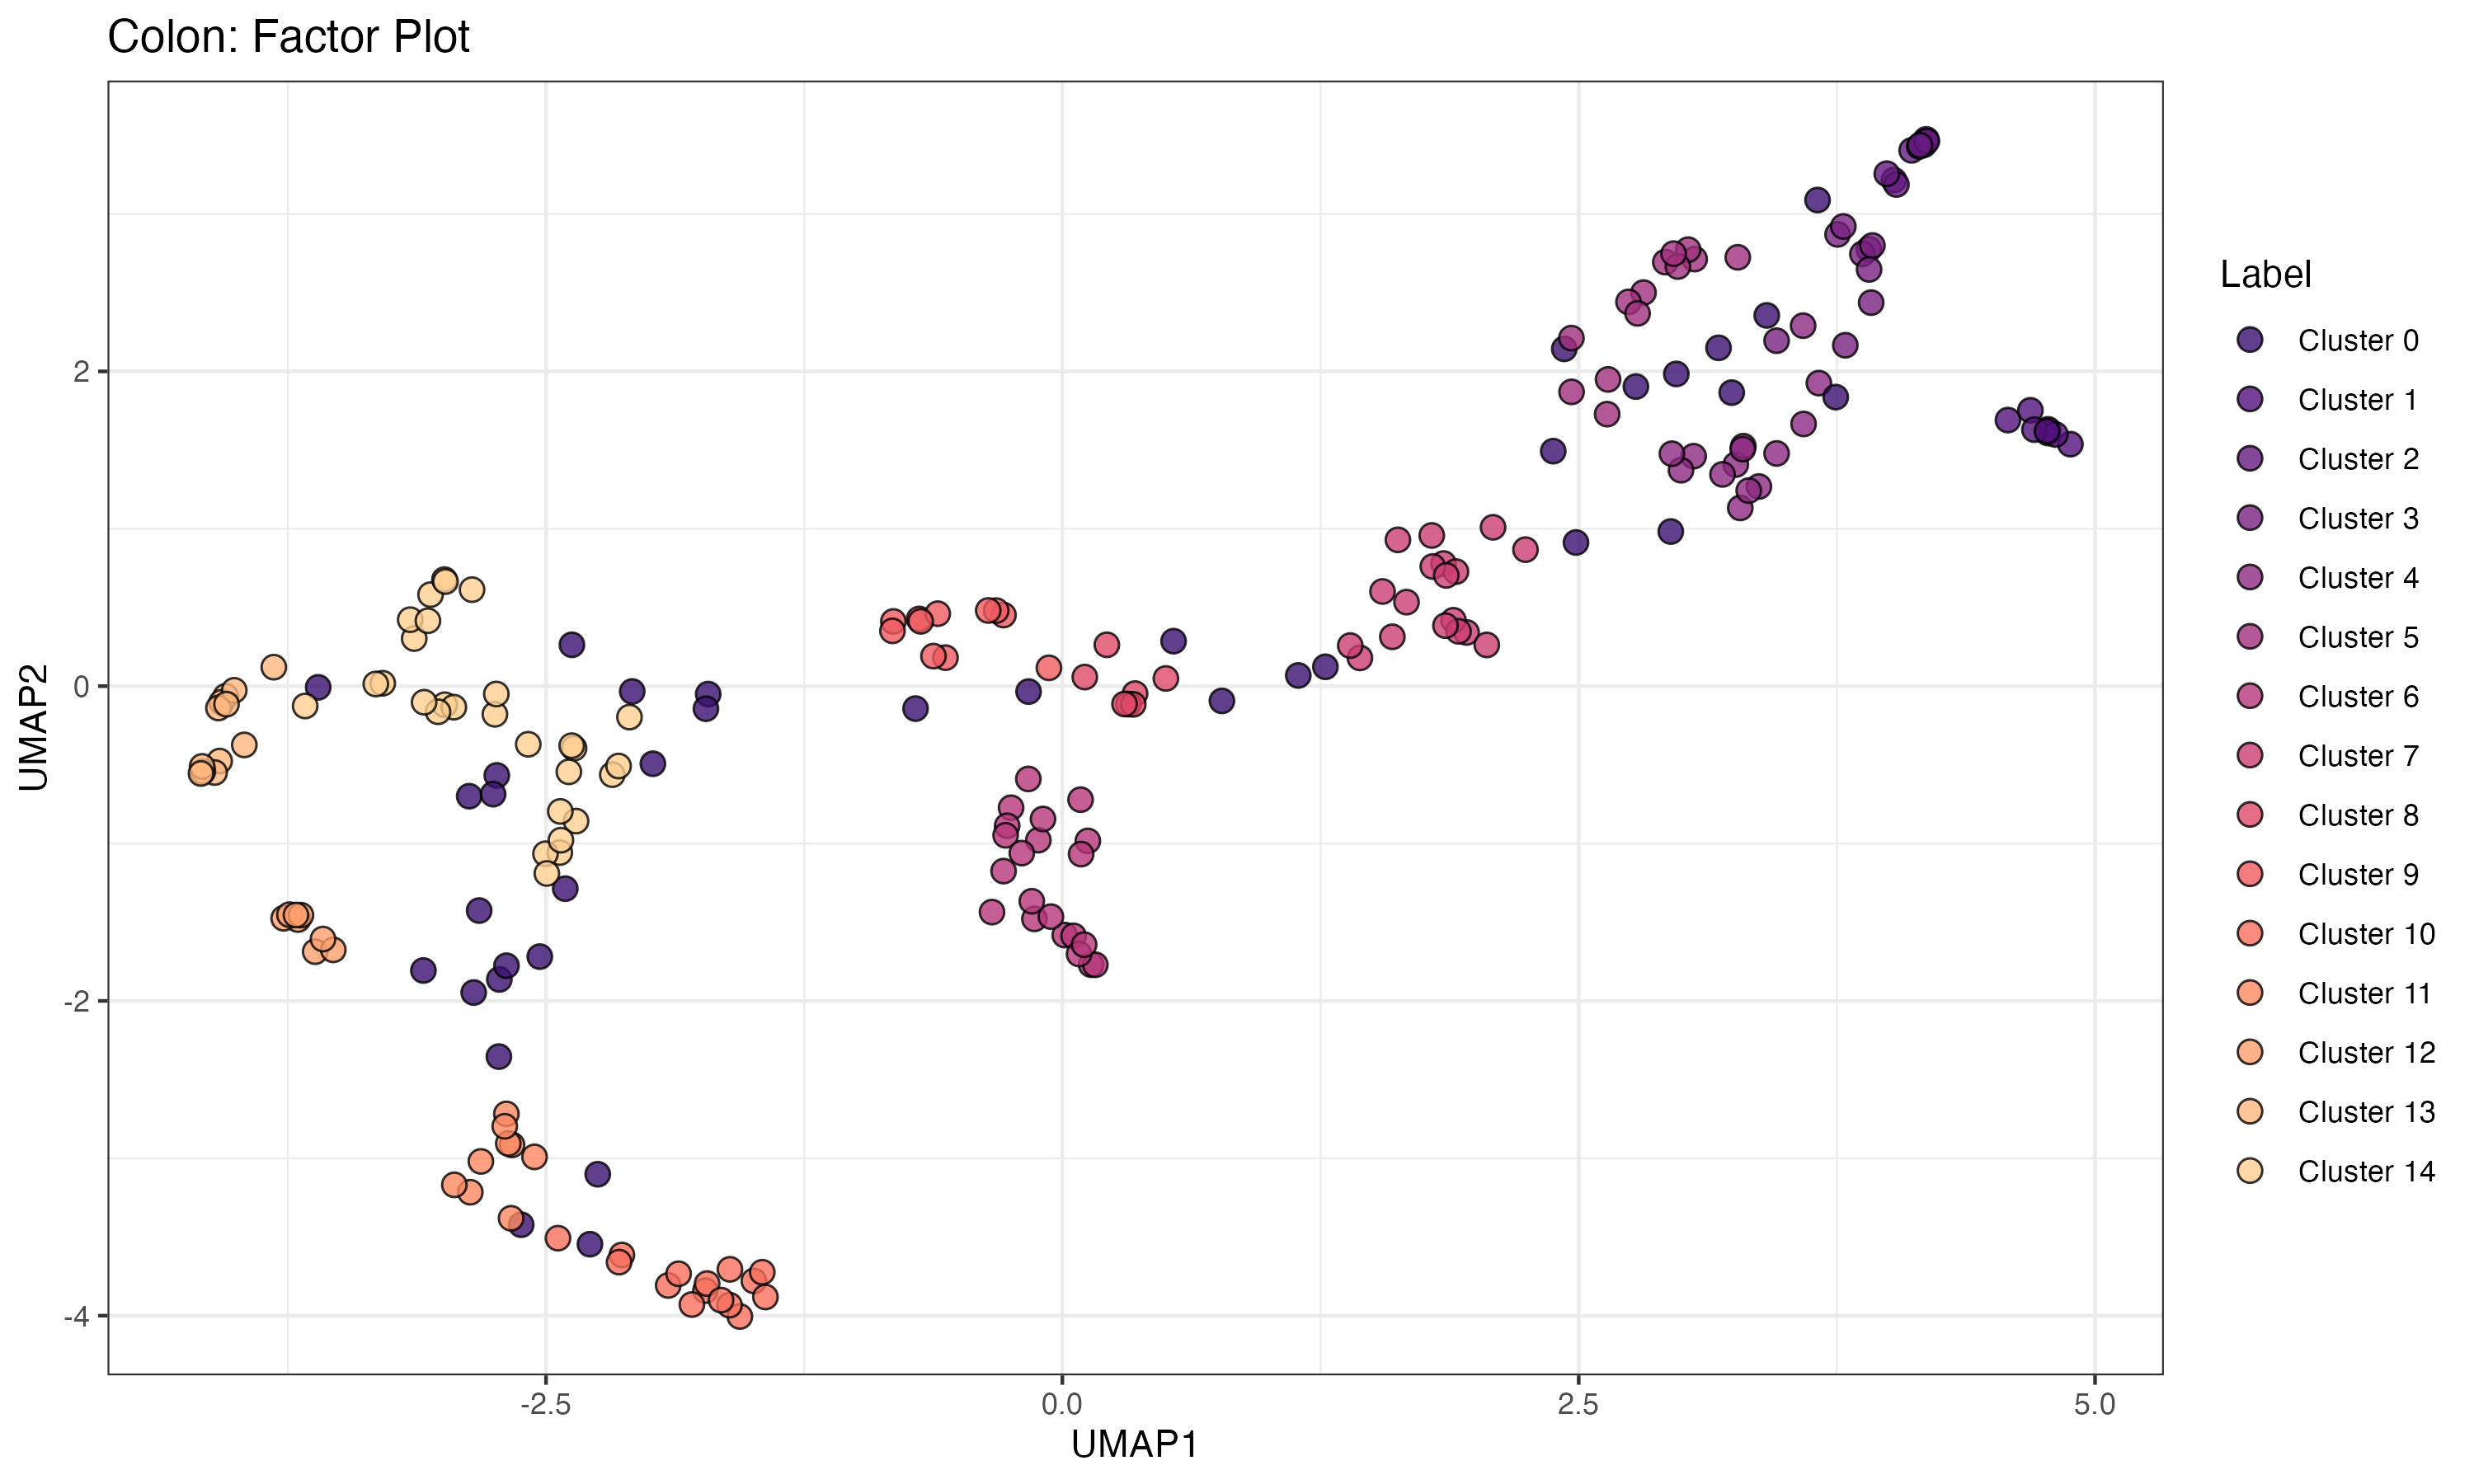 Colon: Factor Plot
UMAP2
2
0
-2
-4
-2.5
0.0
2.5
5.0
UMAP1
Label
Cluster 0
Cluster 1
Cluster 2
Cluster 3
Cluster 4
Cluster 5
Cluster 6
Cluster 7
Cluster 8
Cluster 9
Cluster 10
Cluster 11
Cluster 12
Cluster 13
Cluster 14